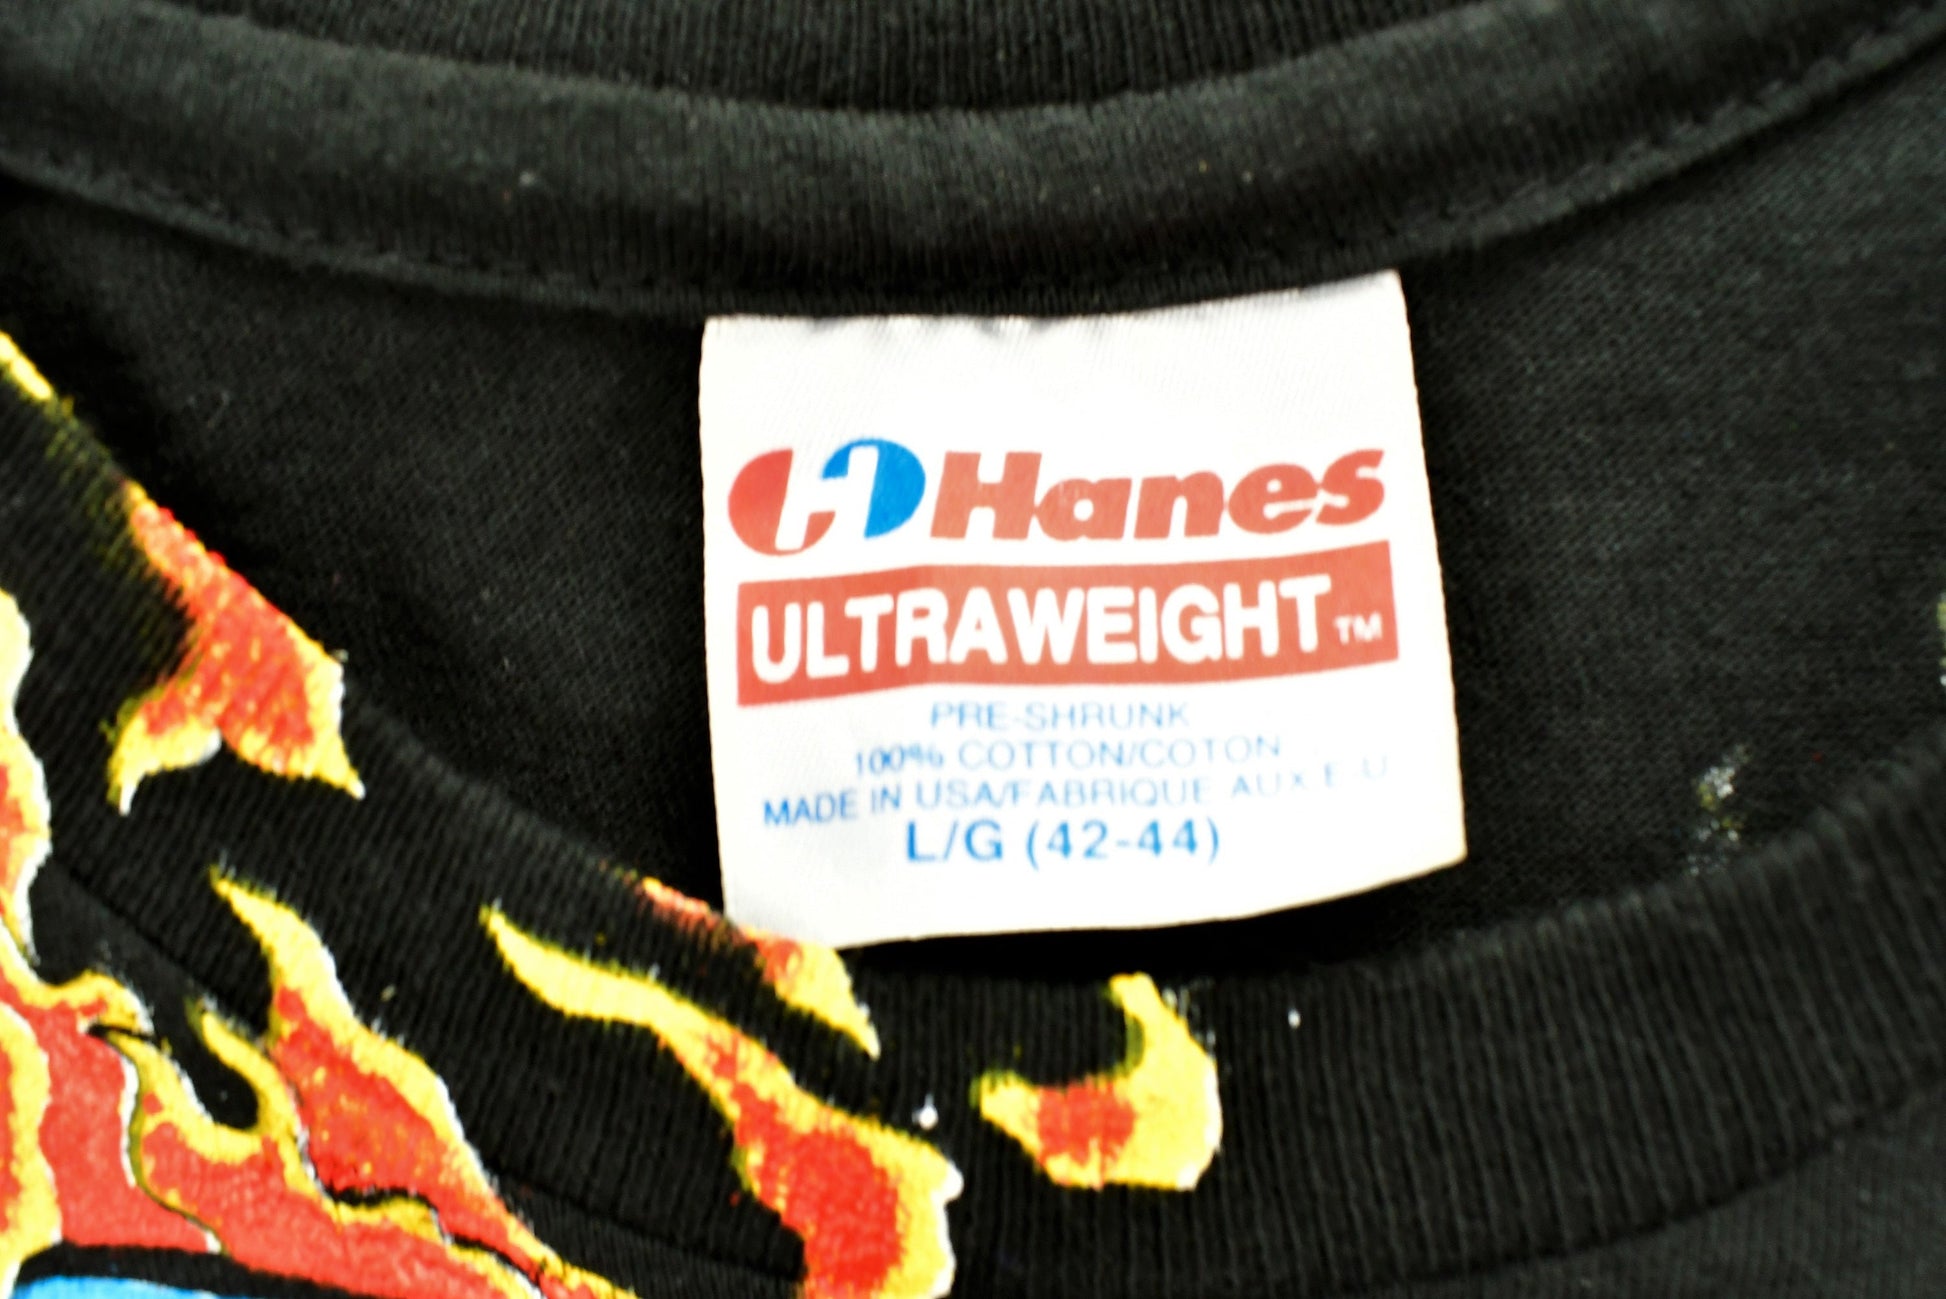 Hanes
ULTRAWEIGHT™
PRE-SHRUNK
100% COTTON/COTON
MADE IN USA/FABRIQUE AUX E U
L/G (42-44)